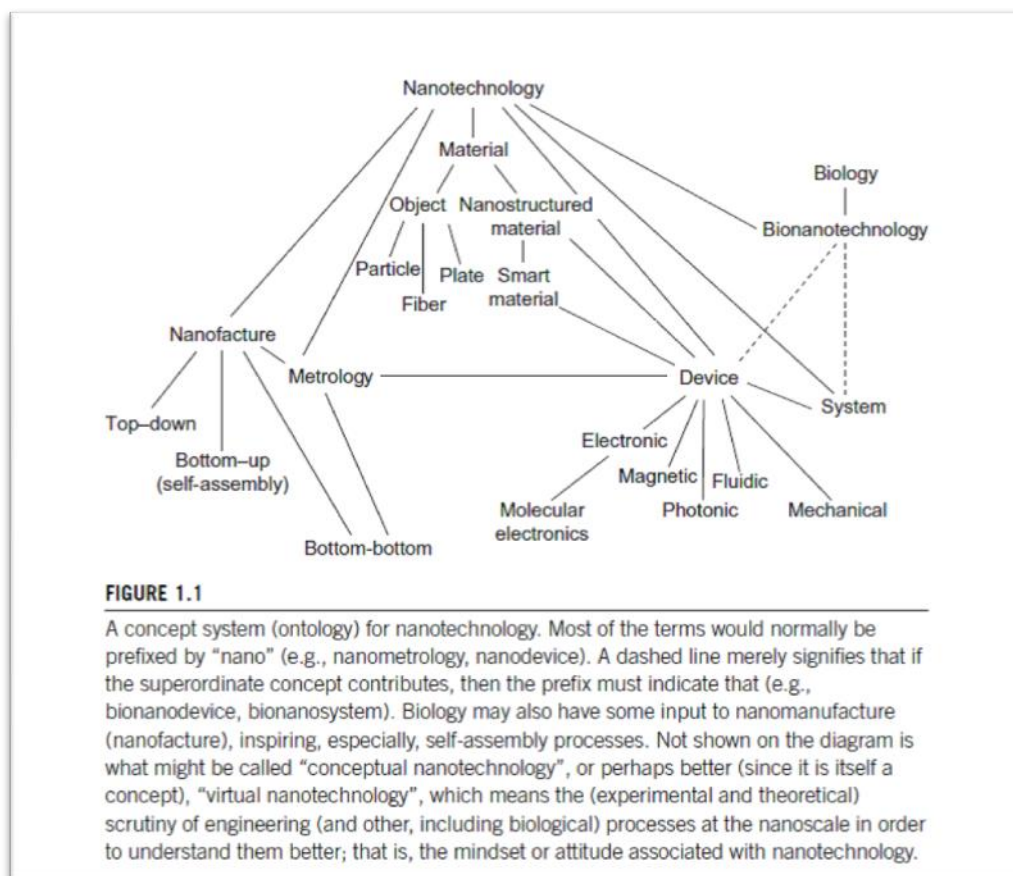 Nanotechnology
Material
Biology
Object Nanostructured
material
Bionanotechnology
Particle
Plate Smart
material
Fiber
Nanofacture
Metrology
Device
System
Top–down
Electronic
Bottom–up
(self-assembly)
Magnetic Fluidic
Molecular
electronics
Photonic
Mechanical
Bottom-bottom
FIGURE 1.1
A concept system (ontology) for nanotechnology. Most of the terms would normally be
prefixed by “nano” (e.g., nanometrology, nanodevice). A dashed line merely signifies that if
the superordinate concept contributes, then the prefix must indicate that (e.g.,
bionanodevice, bionanosystem). Biology may also have some input to nanomanufacture
(nanofacture), inspiring, especially, self-assembly processes. Not shown on the diagram is
what might be called “conceptual nanotechnology”, or perhaps better (since it is itself a
concept), “virtual nanotechnology”, which means the (experimental and theoretical)
scrutiny of engineering (and other, including biological) processes at the nanoscale in order
to understand them better; that is, the mindset or attitude associated with nanotechnology.